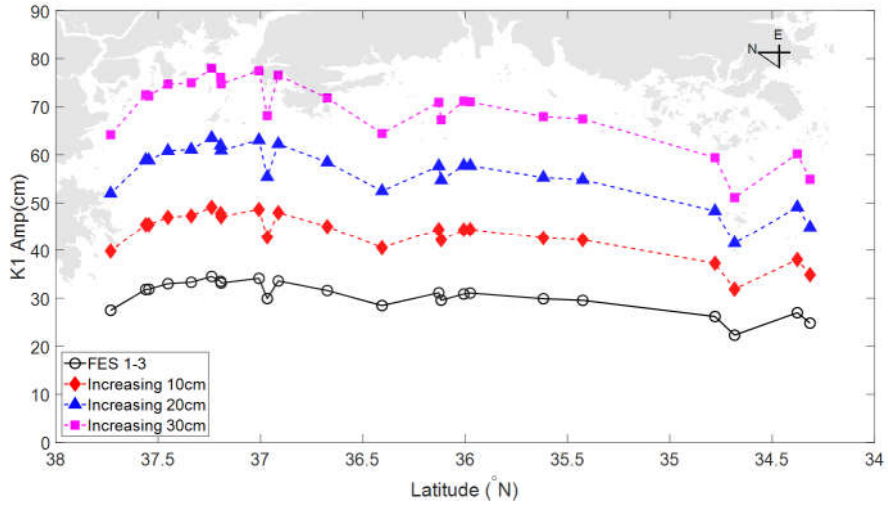 90
80
70
60
50
40
30
20
10
0
K1 Amp(cm)
N
E
FES 1-3
Increasing 10cm
Increasing 20cm
Increasing 30cm
38
37.5
37
36.5
36
35.5
35
34.5
34
Latitude (°N)